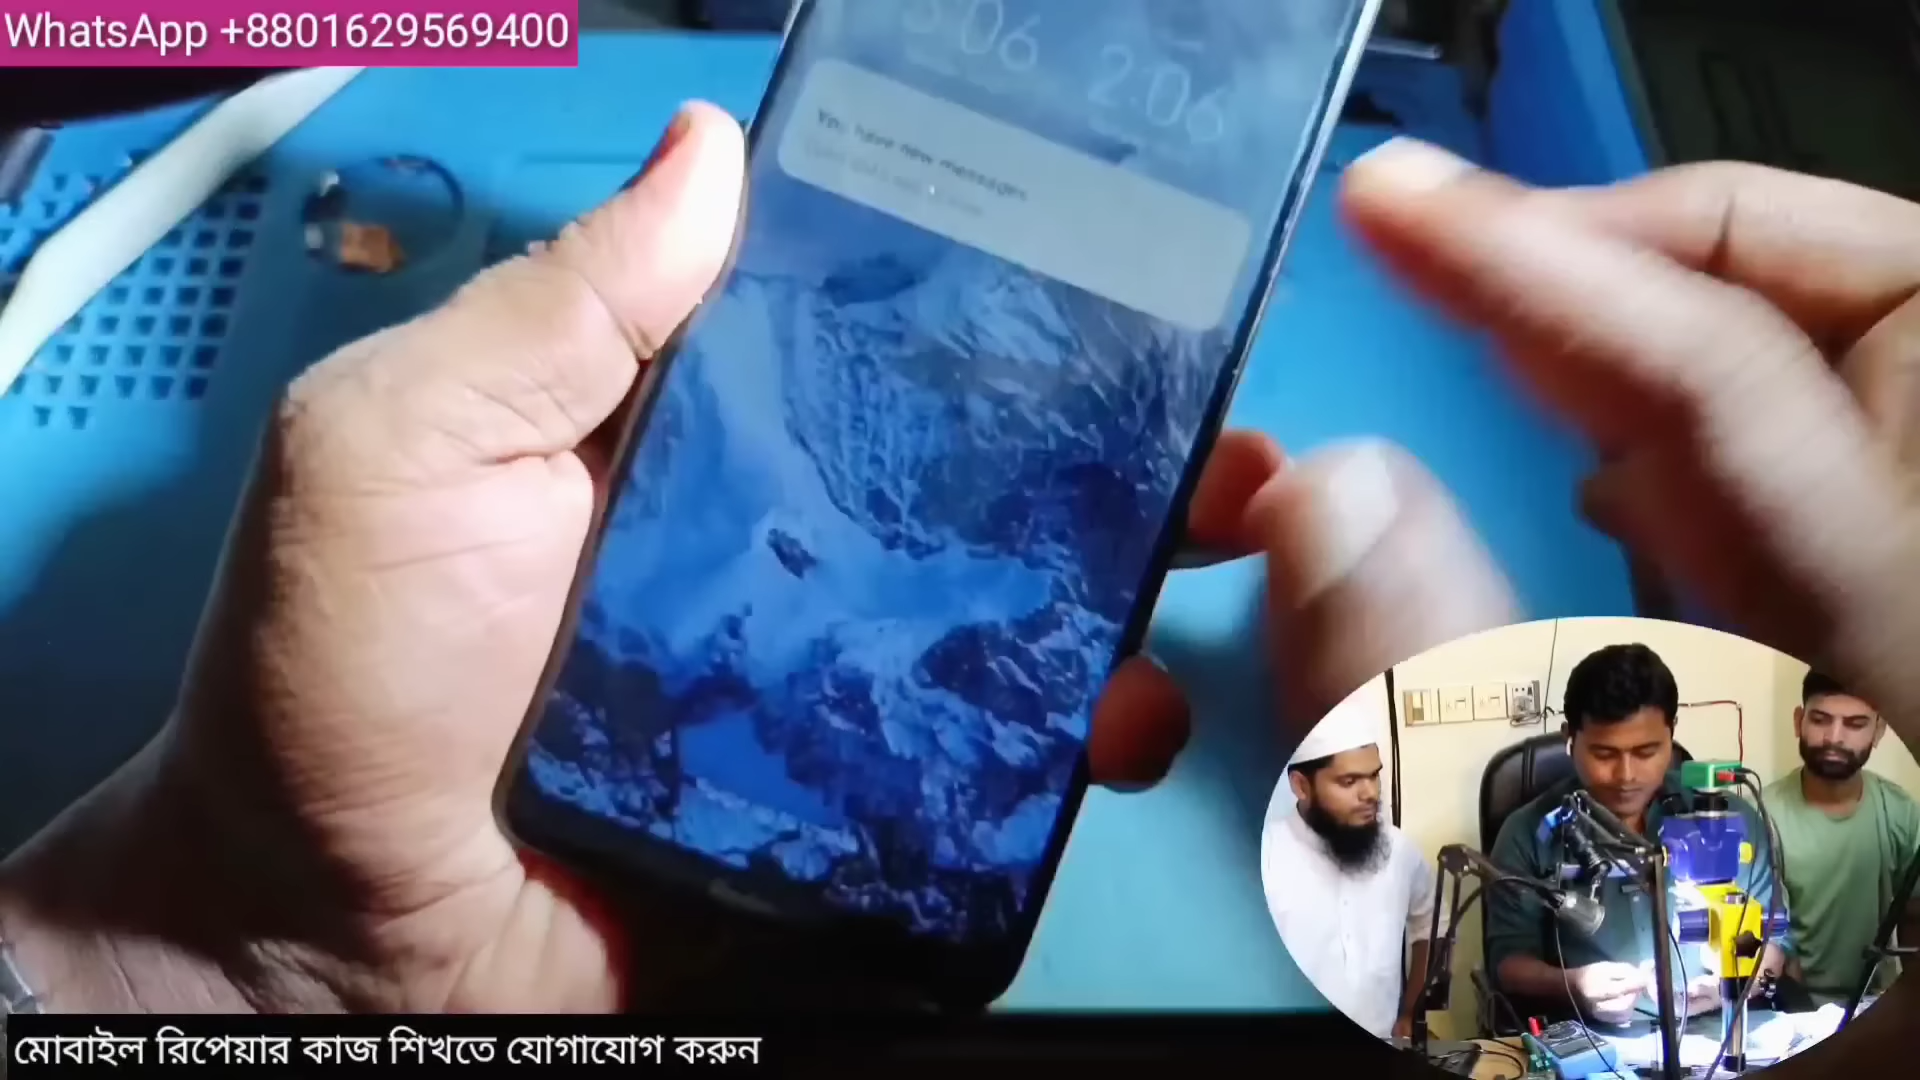 WhatsApp +8801629569400
2:06
You have new messages
মোবাইল রিপেয়ার কাজ শিখতে যোগাযোগ করুন